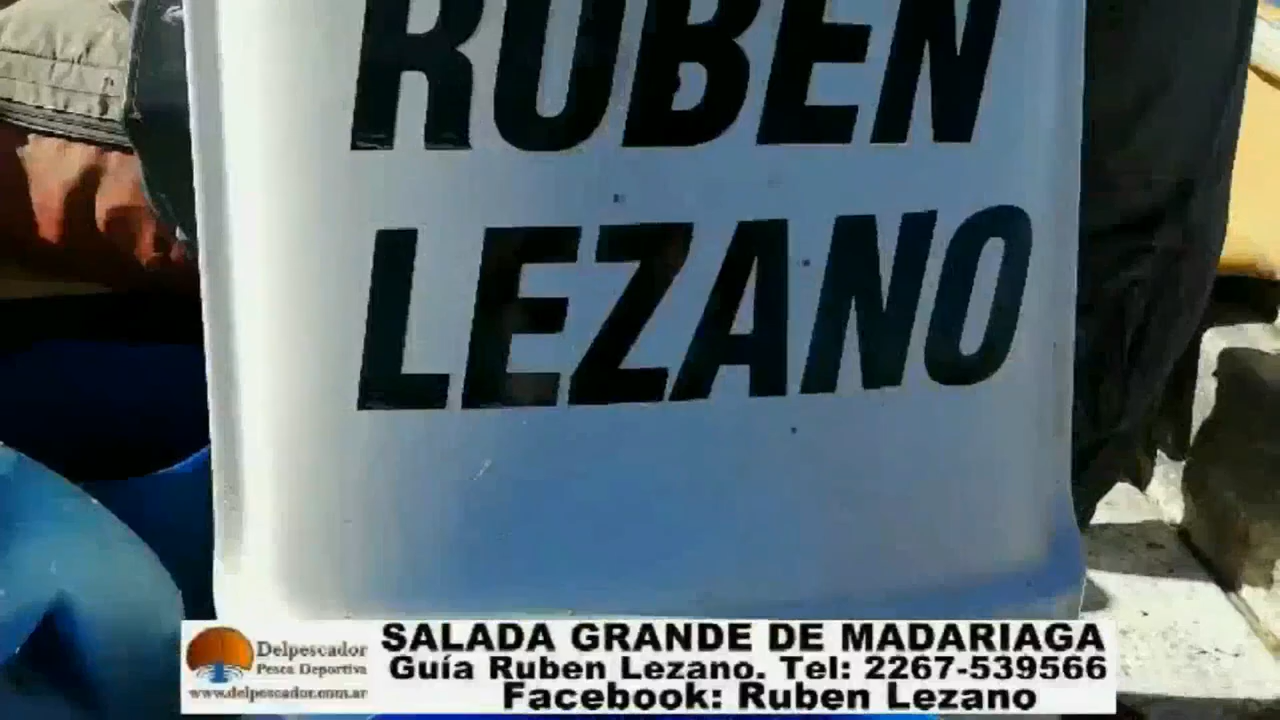 RUBEN
LEZANO
Delpescador
Pesca Deportiva
www.delpescador.com.ar
SALADA GRANDE DE MADARIAGA
Guía Ruben Lezano. Tel: 2267-539566
Facebook: Ruben Lezano